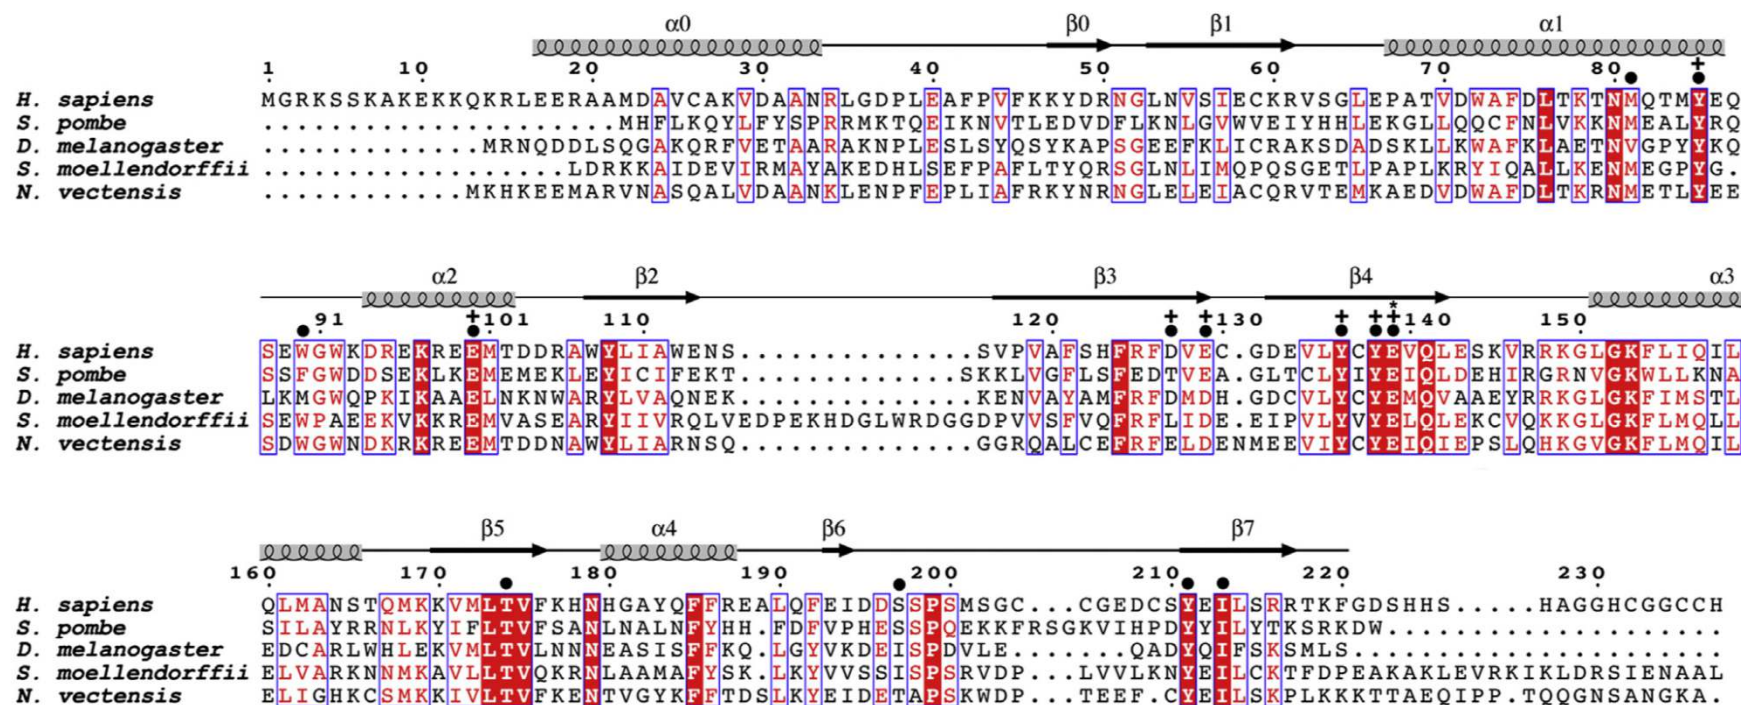 α0 β0 β1 α1
1 10 20 30 40 50 60 70 80 +
H. sapiens MGRKSSKAKEKKQKRLEERAAMDAVCAKVDAANRLGDPLEAFPVFKKYDRNGLNVSIECKRVSGLEPATVDWAFDLTKTNMQTMYEQ
S. pombe .....................MHFLKQYLFYSPRRMKTQEIKNVTLEDVDFLKNLGVWVEIYHHLEKGLLQQCFNLVKKNMEALYRQ
D. melanogaster .............MRNQDDLSQGAKQRFVETAARAKNPLESLSYQSYKAPSGEEFKLICRAKSDADSKLLKWAFKLAETNVGPYYKQ
S. moellendorffii ..................LDRKKAIDEVIRMAYAKEDHLSEFPAFLTYQRSGLNLIMQPQSGETLPAPLKRYIQALLKENMEGPYG.
N. vectensis ............MKHKEEMARVNASQALVDAANKLENPFEPLIAFRKYNRNGLELEIACQRVTEMKAEDVDWAFDLTKRNMETLYEE
α2 β2 β3 β4 α3
+ + + + + + *
91 101 110 120 130 140 150
H. sapiens SEWGWKDREKREEMTDDRAWYLIAWENS..............SVPVAFSHFRFDVEC.GDEVLYCYEVQLESKVRRKGLGKFLIQIL
S. pombe SSFGWDDSEKLKEMEMEKLEYICIFEKT.............SKKLVGFLSFEDTVEA.GLTCLYIYEIQLDEHIRGRNVGKWLLKNA
D. melanogaster LKMGWQPKIKAAELNKNWARYLVAQNEK..............KENVAYAMFRFDMDH.GDCVLYCYEMQVAAEYRRKGLGKFIMSTL
S. moellendorffii SEWPAEEKVKKREMVASEARYIIVRQLVEDPEKHDGLWRDGGDPVVSFVQFRFLIDE.EIPVLYVYELQLEKCVQKKGLGKFLMQLL
N. vectensis SDWGWNDKRKREEMTDDNAWYLIARNSQ..............GGRQALCEFRFELDENMEEVIYCYEIQIEPSLQHKGVGKFLMQIL
β5 α4 β6 β7
160 170 180 190 200 210 220 230
H. sapiens QLMANSTQMKKVMLTVFKHNHGAYQFFREALQFEIDDSSPSMSGC...CGEDCSYEILSRRTKFGDSHHS.....HAGGHCGGCCH
S. pombe SILAYRRNLKYIFLTVFSANLNALNFYHH.FDFVPHESSPQEKKFRSGKVIHPDYYILYTKSRKDW....................
D. melanogaster EDCARLWHLEKVMLTVLNNNEASISFFKQ.LGYVKDEISPDVLE.......QADYQIFSKSMLS......................
S. moellendorffii ELVARKNNMKAVLLTVQKRNLAAMAFYSK.LKYVVSSISPSRVDP...LVVLKNYEILCKTFDPEAKAKLEVRKIKLDRSIENAAL
N. vectensis ELIGHKCSMKKIVLTVFKENTVGYKFFTDSLKYEIDETAPSKWDP...TEEF.CYEILSKPLKKKTTAEQIPP.TQQGNSANGKA.